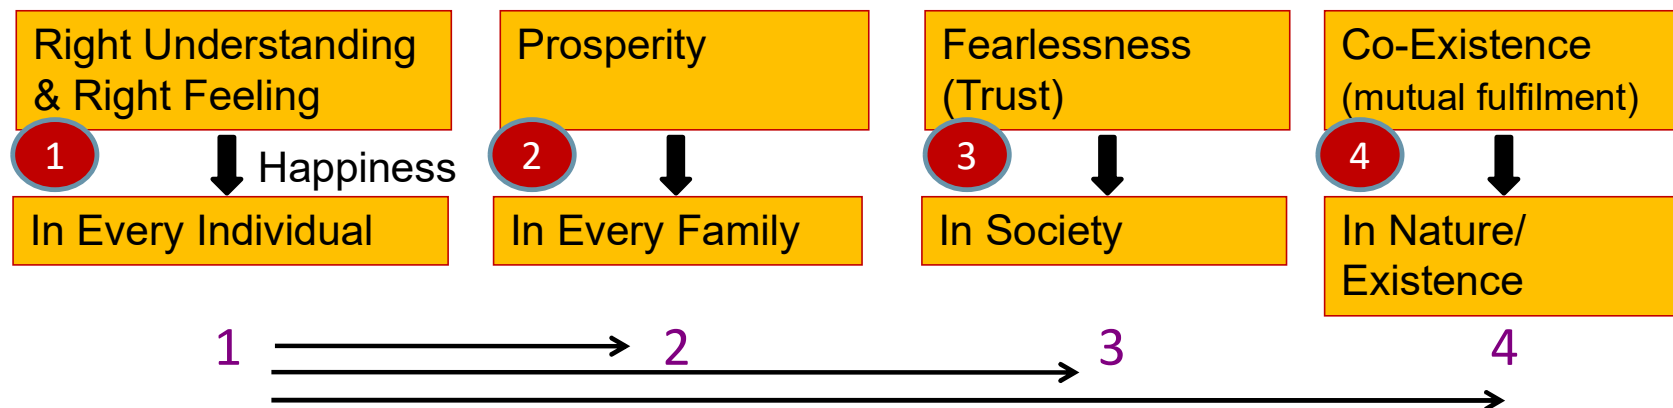 Right Understanding
& Right Feeling
Prosperity
Fearlessness
(Trust)
Co-Existence
(mutual fulfilment)
1
Happiness
2
3
4
In Every Individual
In Every Family
In Society
In Nature/
Existence
1
2
3
4